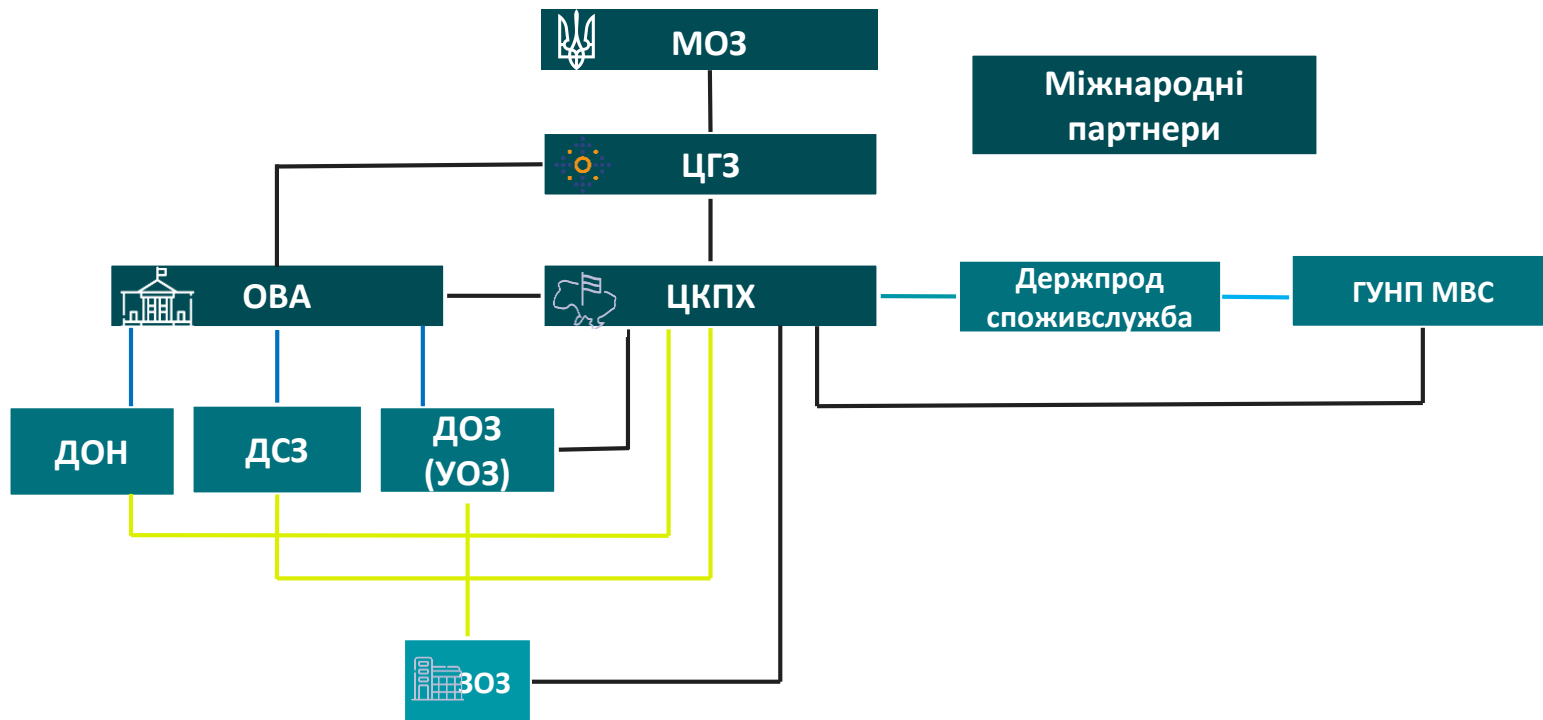 МОЗ
Міжнародні
партнери
ЦГЗ
ОВА
ЦКПХ
Держпрод
споживслужба
ГУНП МВС
ДОН
ДСЗ
ДОЗ
(УОЗ)
ЗОЗ